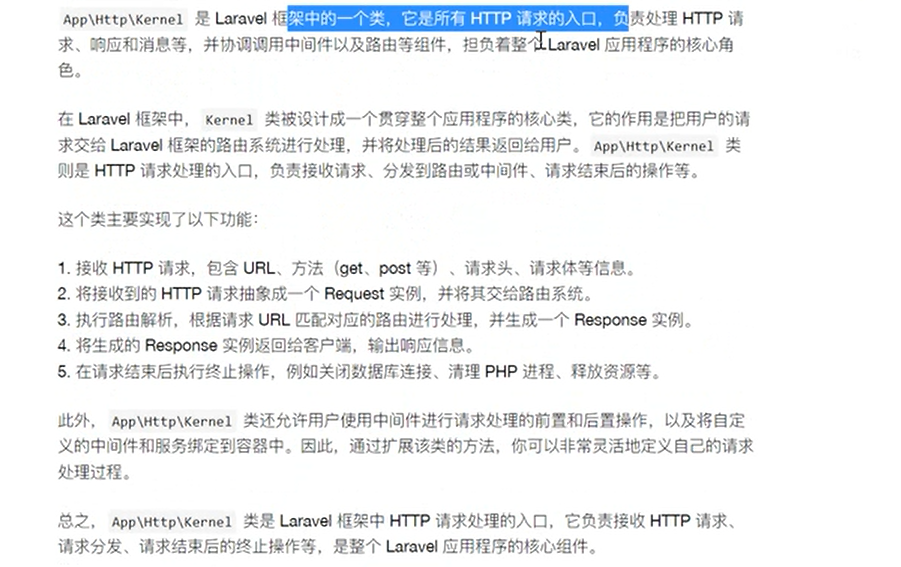 App\Http\Kernel 是 Laravel 框架中的一个类，它是所有 HTTP 请求的入口，负责处理 HTTP 请
求、响应和消息等，并协调调用中间件以及路由等组件，担负着整个 Laravel 应用程序的核心角
色。
在 Laravel 框架中， Kernel 类被设计成一个贯穿整个应用程序的核心类，它的作用是把用户的请
求交给 Laravel 框架的路由系统进行处理，并将处理后的结果返回给用户。 App\Http\Kernel 类
则是 HTTP 请求处理的入口，负责接收请求、分发到路由或中间件、请求结束后的操作等。
这个类主要实现了以下功能：
1. 接收 HTTP 请求，包含 URL、方法（get、post 等）、请求头、请求体等信息。
2. 将接收到的 HTTP 请求抽象成一个 Request 实例，并将其交给路由系统。
3. 执行路由解析，根据请求 URL 匹配对应的路由进行处理，并生成一个 Response 实例。
4. 将生成的 Response 实例返回给客户端，输出响应信息。
5. 在请求结束后执行终止操作，例如关闭数据库连接、清理 PHP 进程、释放资源等。
此外， App\Http\Kernel 类还允许用户使用中间件进行请求处理的前置和后置操作，以及将自定
义的中间件和服务绑定到容器中。因此，通过扩展该类的方法，你可以非常灵活地定义自己的请求
处理过程。
总之， App\Http\Kernel 类是 Laravel 框架中 HTTP 请求处理的入口，它负责接收 HTTP 请求、
请求分发、请求结束后的终止操作等，是整个 Laravel 应用程序的核心组件。